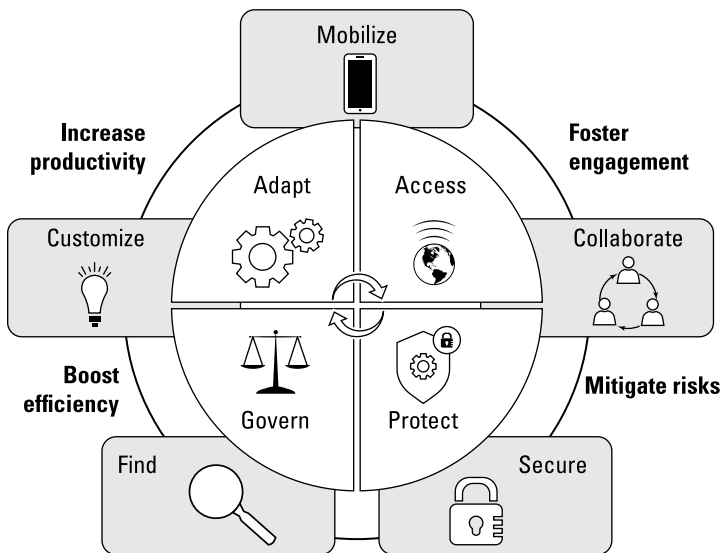 Mobilize
Increase
productivity
Foster
engagement
Adapt
Access
Customize
Collaborate
Boost
efficiency
Govern
Protect
Mitigate risks
Find
Secure